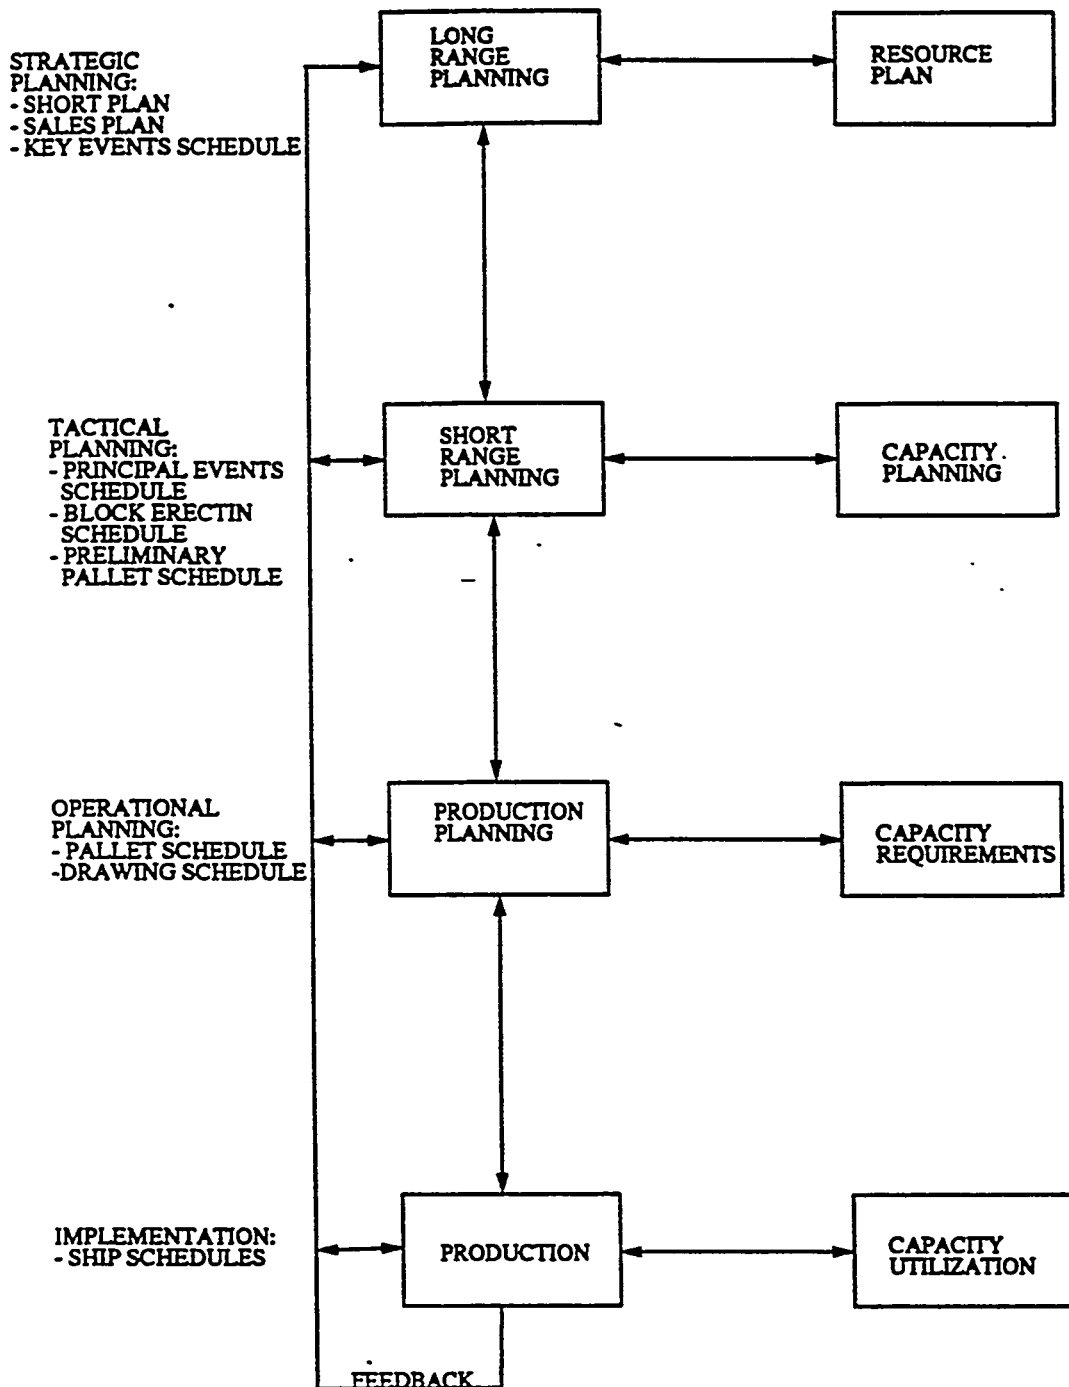 STRATEGIC
PLANNING:
- SHORT PLAN
- SALES PLAN
- KEY EVENTS SCHEDULE
LONG
RANGE
PLANNING
RESOURCE
PLAN
TACTICAL
PLANNING:
- PRINCIPAL EVENTS
SCHEDULE
- BLOCK ERECTIN
SCHEDULE
- PRELIMINARY
PALLET SCHEDULE
SHORT
RANGE
PLANNING
CAPACITY
PLANNING
OPERATIONAL
PLANNING:
- PALLET SCHEDULE
-DRAWING SCHEDULE
PRODUCTION
PLANNING
CAPACITY
REQUIREMENTS
IMPLEMENTATION:
- SHIP SCHEDULES
PRODUCTION
CAPACITY
UTILIZATION
FEEDBACK